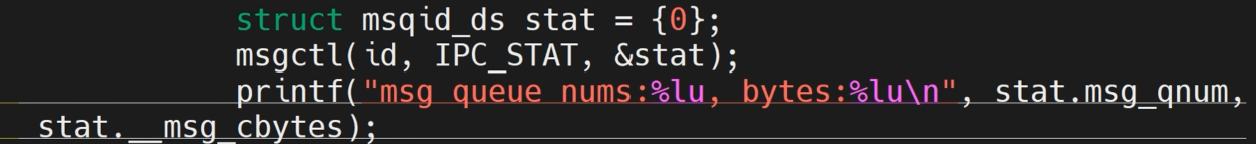 struct msqid_ds stat = {0};
msgctl(id, IPC_STAT, &stat);
printf("msg queue nums:%lu, bytes:%lu\n", stat.msg_qnum,
stat.__msg_cbytes);